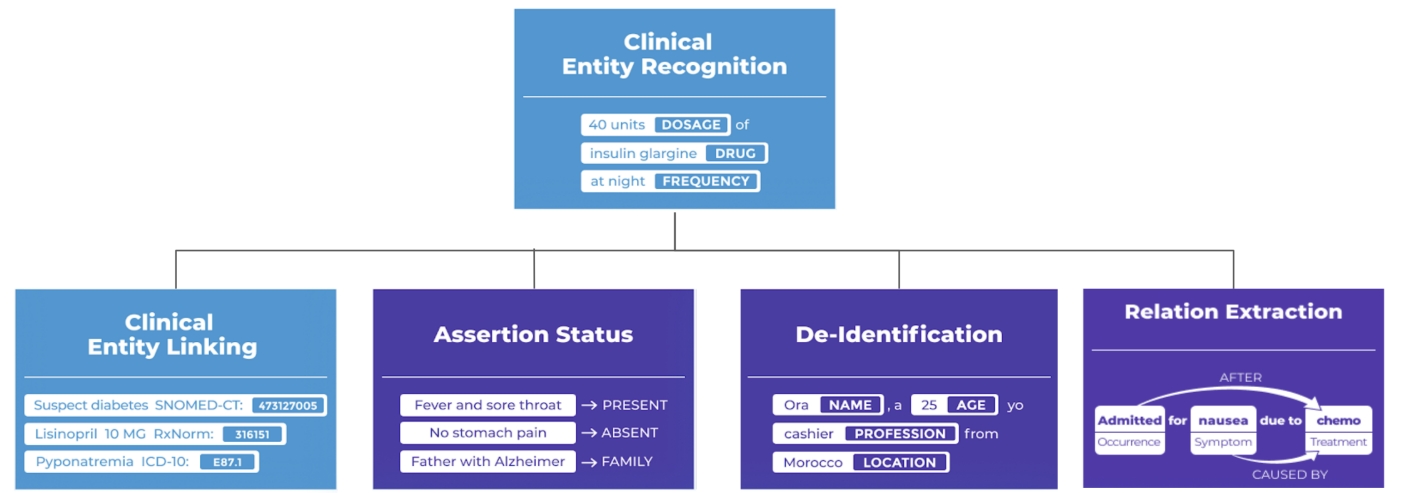 Clinical
Entity Recognition
40 units DOSAGE of
insulin glargine DRUG
at night FREQUENCY
Clinical
Entity Linking
Suspect diabetes SNOMED-CT: 473127005
Lisinopril 10 MG RxNorm: 316151
Pyponatremia ICD-10: E87.1
Assertion Status
Fever and sore throat → PRESENT
No stomach pain → ABSENT
Father with Alzheimer → FAMILY
De-Identification
Ora NAME , a 25 AGE yo
cashier PROFESSION from
Morocco LOCATION
Relation Extraction
AFTER
Admitted for nausea due to chemo
Occurrence Symptom Treatment
CAUSED BY